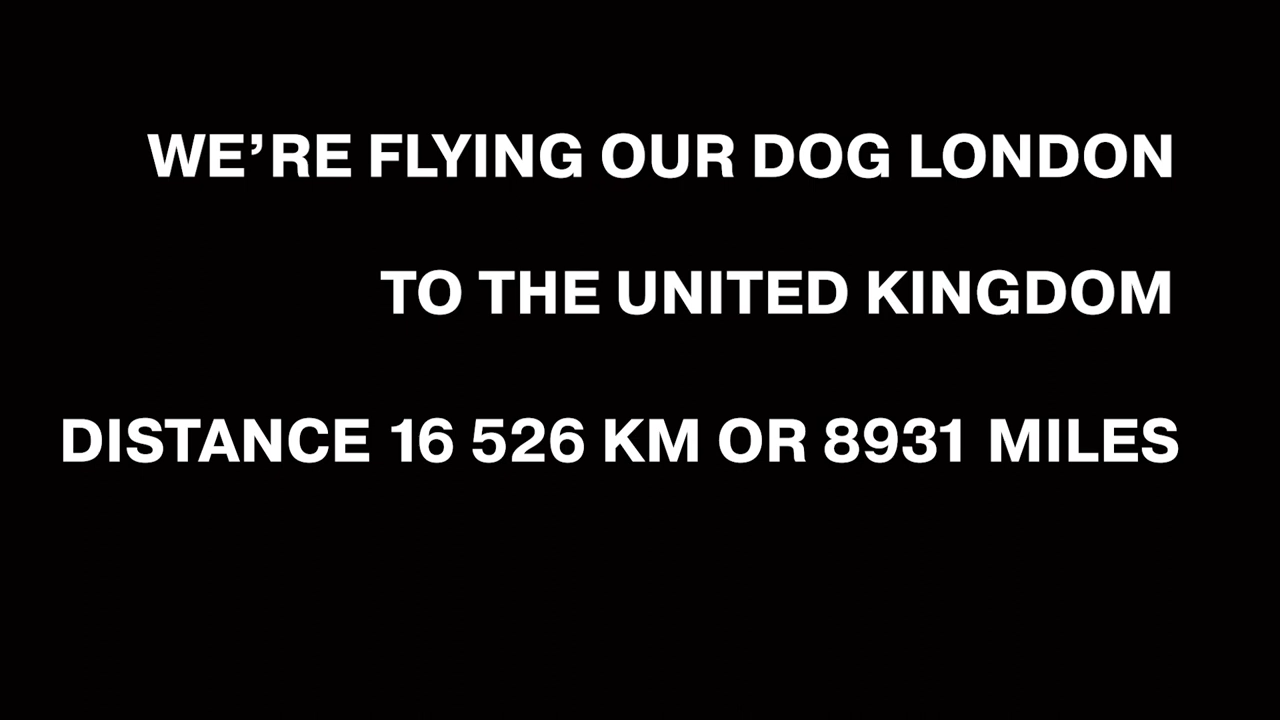 WE’RE FLYING OUR DOG LONDON
TO THE UNITED KINGDOM
DISTANCE 16 526 KM OR 8931 MILES